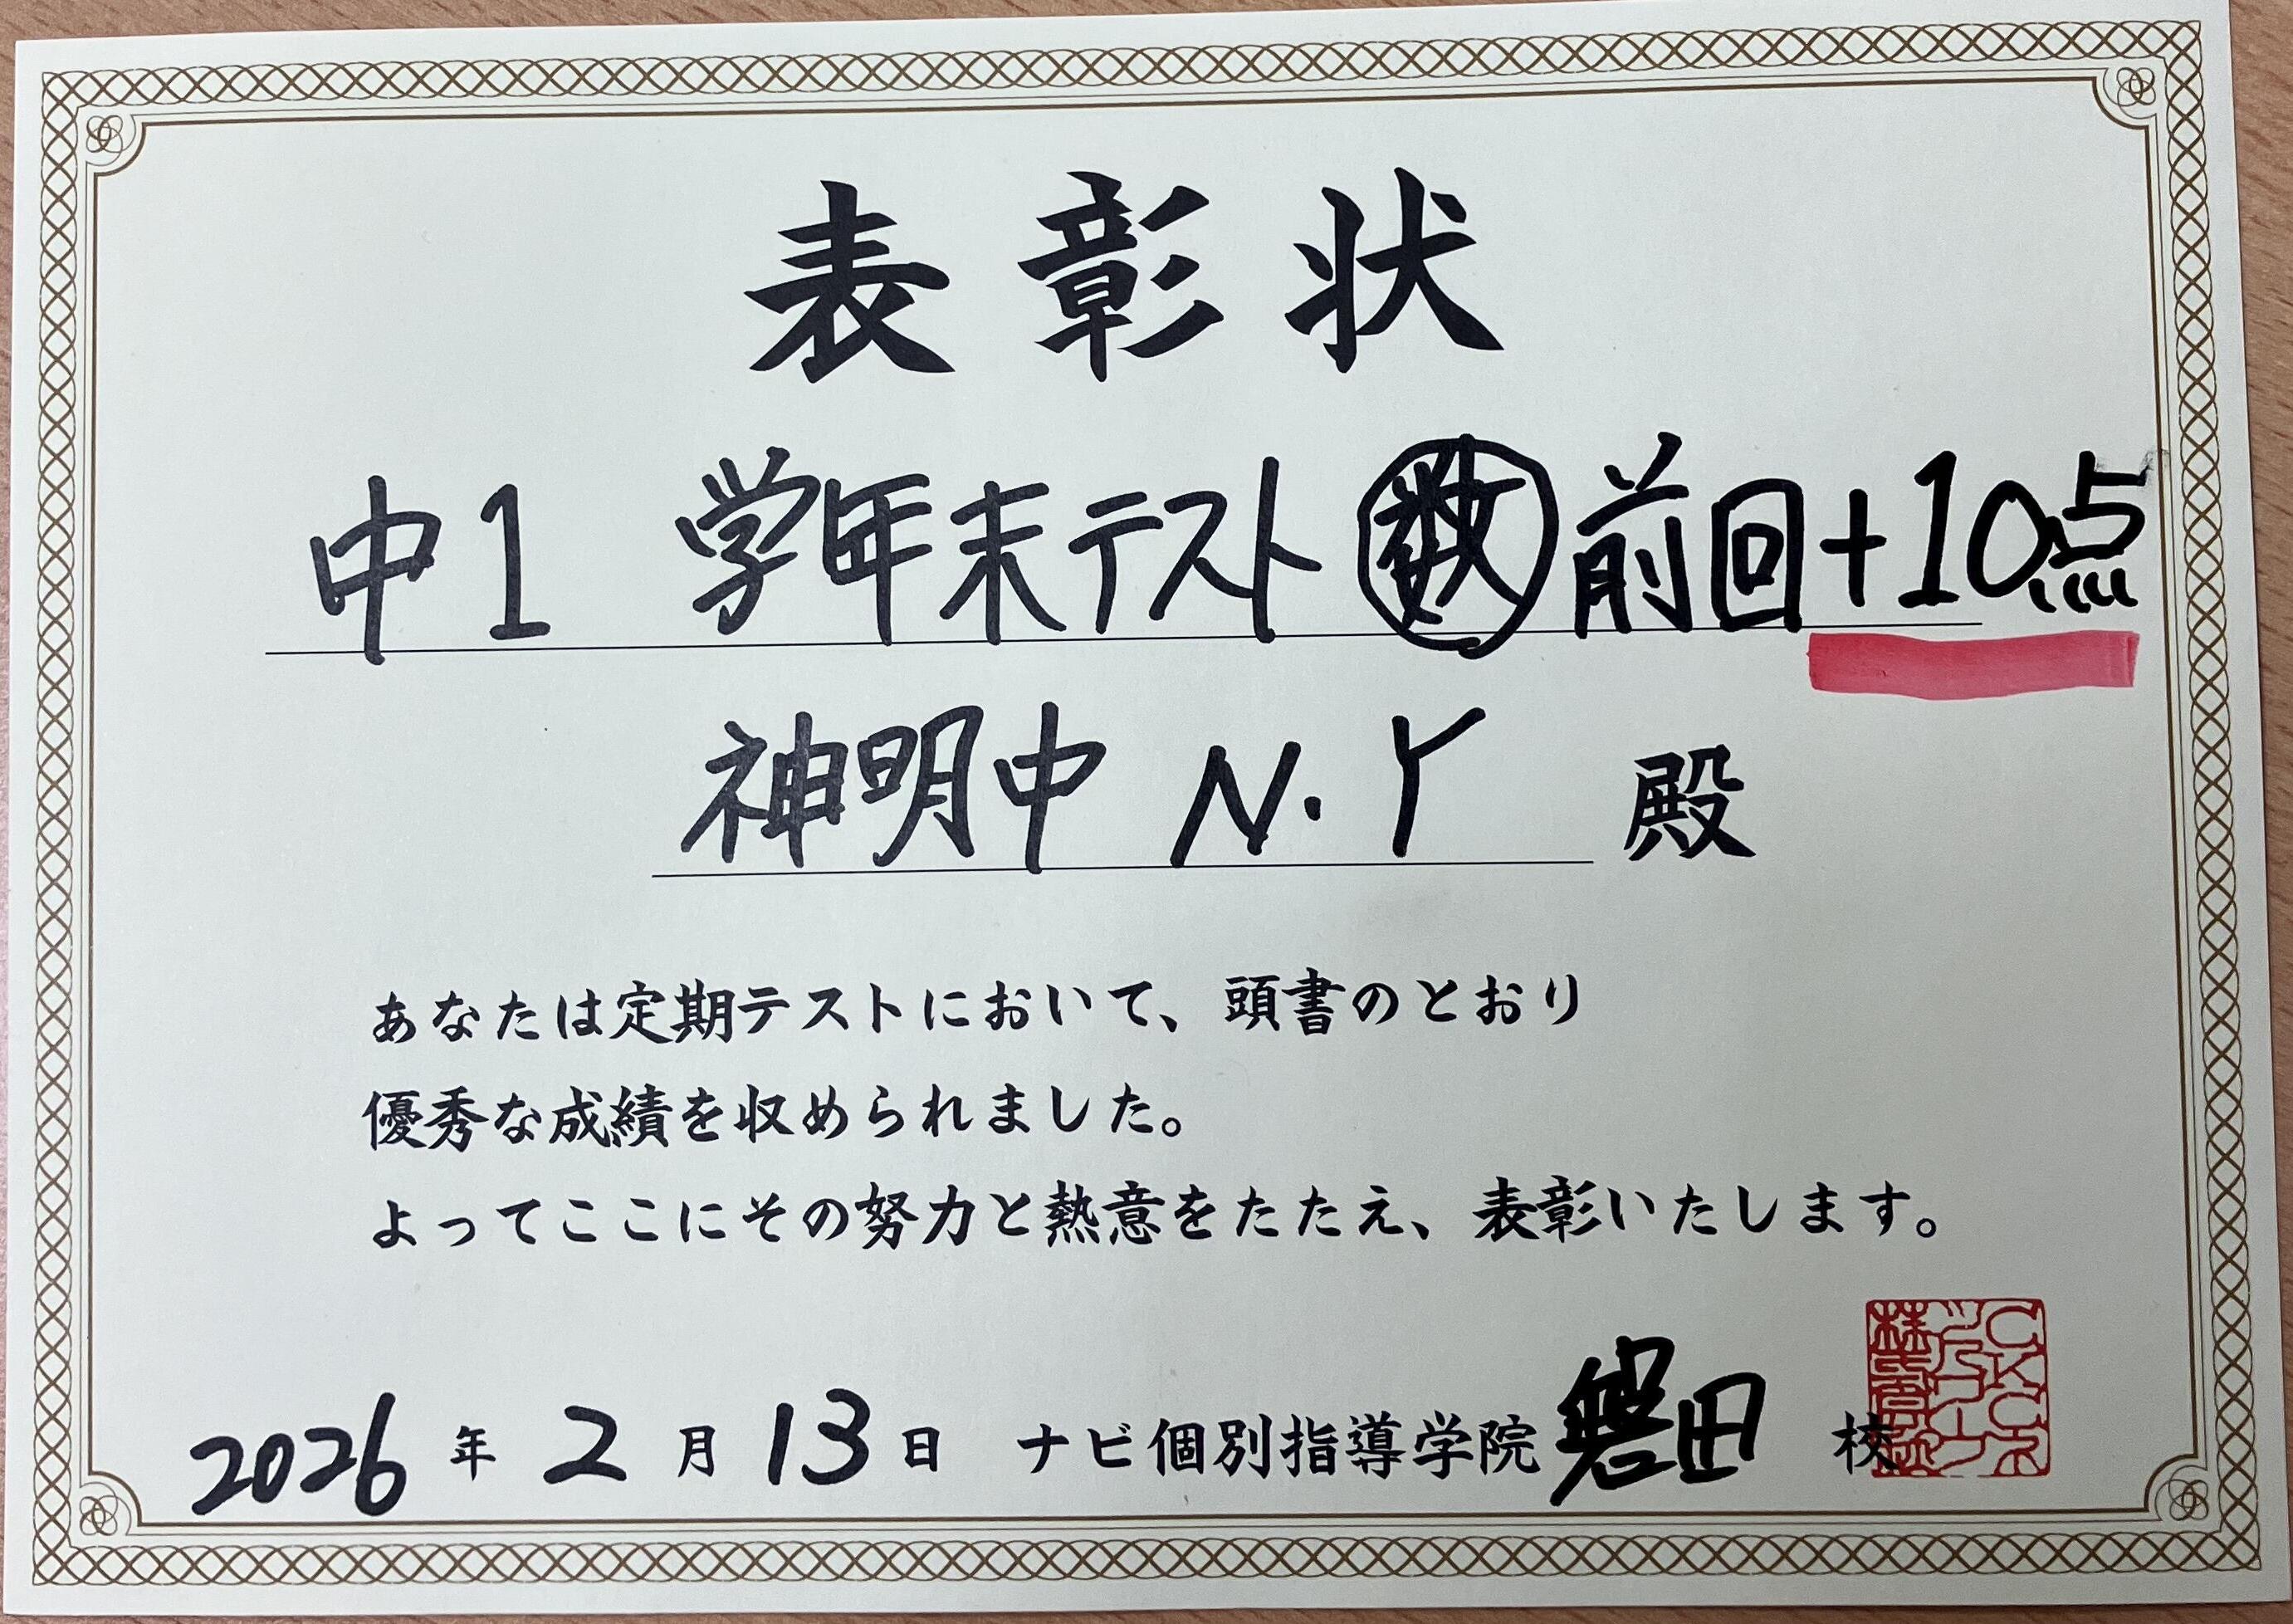 表彰状
中1 学年末テスト 数 前回+10点
神明中 N.Y 殿
あなたは定期テストにおいて、頭書のとおり
優秀な成績を収められました。
よってここにその努力と熱意をたたえ、表彰いたします。
2026年2月13日 ナビ個別指導学院 磐田 校